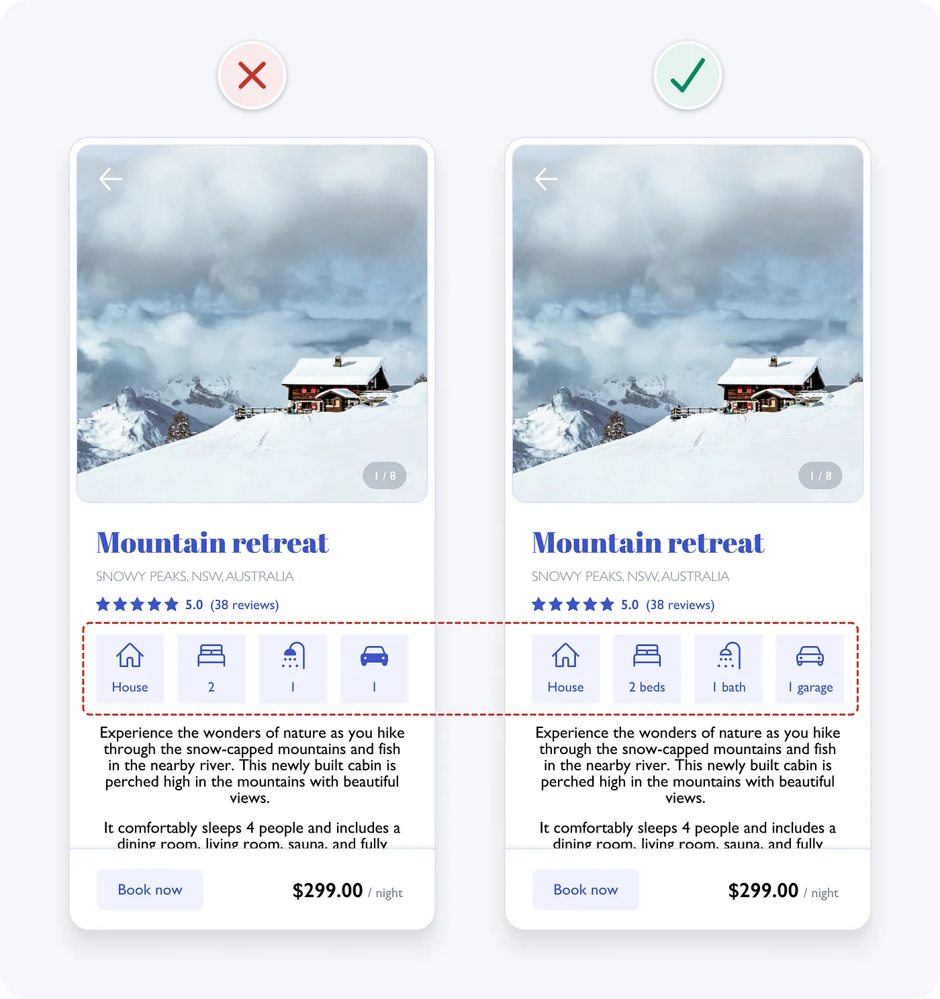 1 / 8
Mountain retreat
SNOWY PEAKS, NSW, AUSTRALIA
5.0 (38 reviews)
House
2
1
1
Experience the wonders of nature as you hike
through the snow-capped mountains and fish
in the nearby river. This newly built cabin is
perched high in the mountains with beautiful
views.
It comfortably sleeps 4 people and includes a
dining room, living room, sauna, and fully
Book now
$299.00 / night
1 / 8
Mountain retreat
SNOWY PEAKS, NSW, AUSTRALIA
5.0 (38 reviews)
House
2 beds
1 bath
1 garage
Experience the wonders of nature as you hike
through the snow-capped mountains and fish
in the nearby river. This newly built cabin is
perched high in the mountains with beautiful
views.
It comfortably sleeps 4 people and includes a
dining room, living room, sauna, and fully
Book now
$299.00 / night